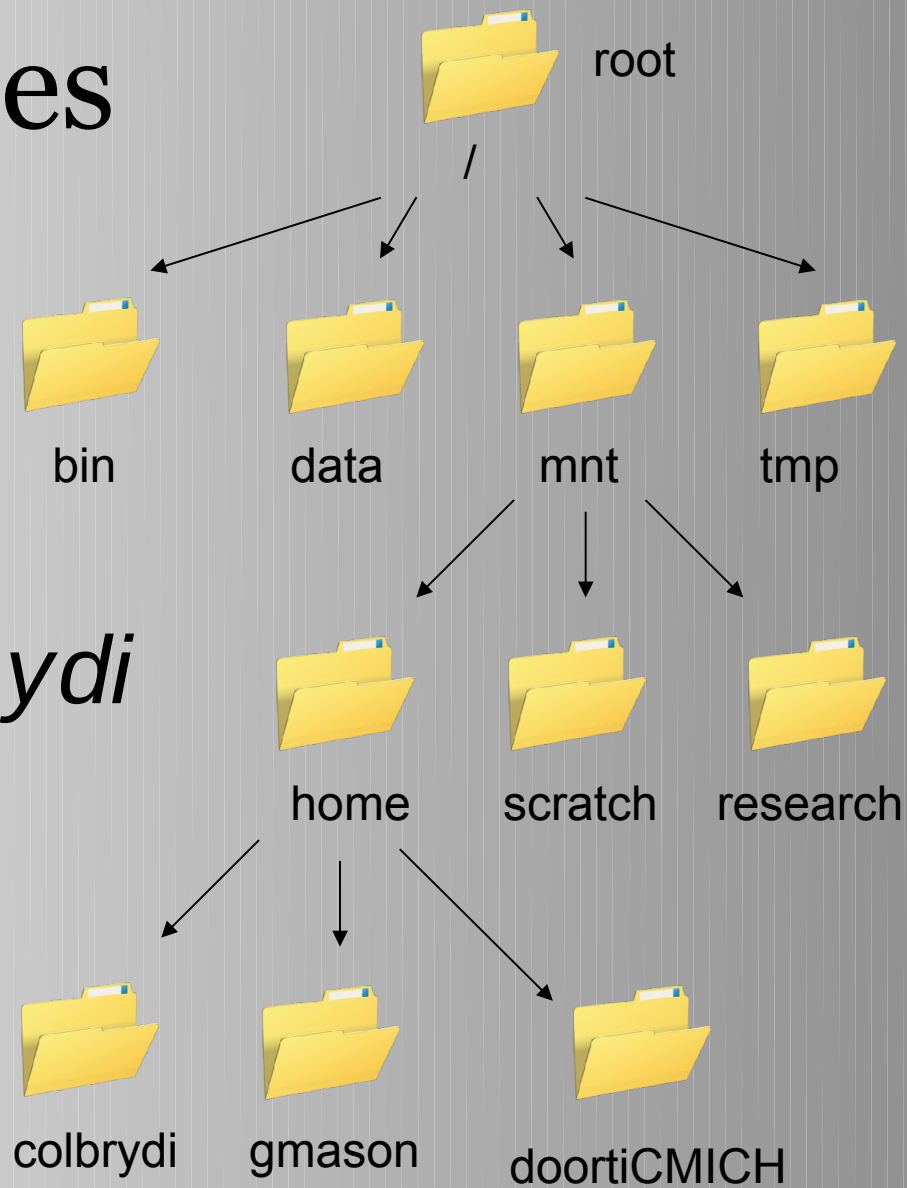 es
root
/
bin data mnt tmp
ydi
home scratch research
colbrydi gmason doortiCMICH